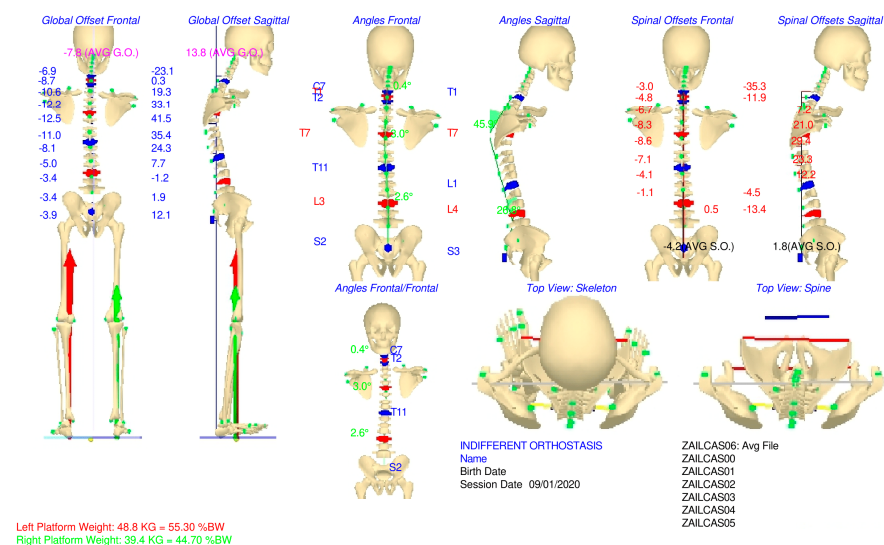 Global Offset Frontal
Global Offset Sagittal
Angles Frontal
Angles Sagittal
Spinal Offsets Frontal
Spinal Offsets Sagittal
-7.8 (AVG G.O.)
-6.9 -23.1
-8.7 0.3
-10.6 19.3
-12.2 33.1
-12.5 41.5
-11.0 35.4
-8.1 24.3
-5.0 7.7
-3.4 -1.2
-3.4 1.9
-3.9 12.1
13.8 (AVG G.O.)
C7
T2
T7
T11
L3
S2
0.4°
3.0°
2.6°
T1
T7
L1
L4
S3
-3.0
-4.8
-6.7
-8.3
-8.6
-7.1
-4.1
-1.1
0.5
-4.2(AVG S.O.)
-35.3
-11.9
7.2
21.0
29.4
23.3
12.2
-4.5
-13.4
1.8(AVG S.O.)
Angles Frontal/Frontal
Top View: Skeleton
Top View: Spine
0.4°
C7
T2
3.0°
T11
2.6°
S2
INDIFFERENT ORTHOSTASIS
Name
Birth Date
Session Date 09/01/2020
ZAILCAS06: Avg File
ZAILCAS00
ZAILCAS01
ZAILCAS02
ZAILCAS03
ZAILCAS04
ZAILCAS05
Left Platform Weight: 48.8 KG = 55.30 %BW
Right Platform Weight: 39.4 KG = 44.70 %BW